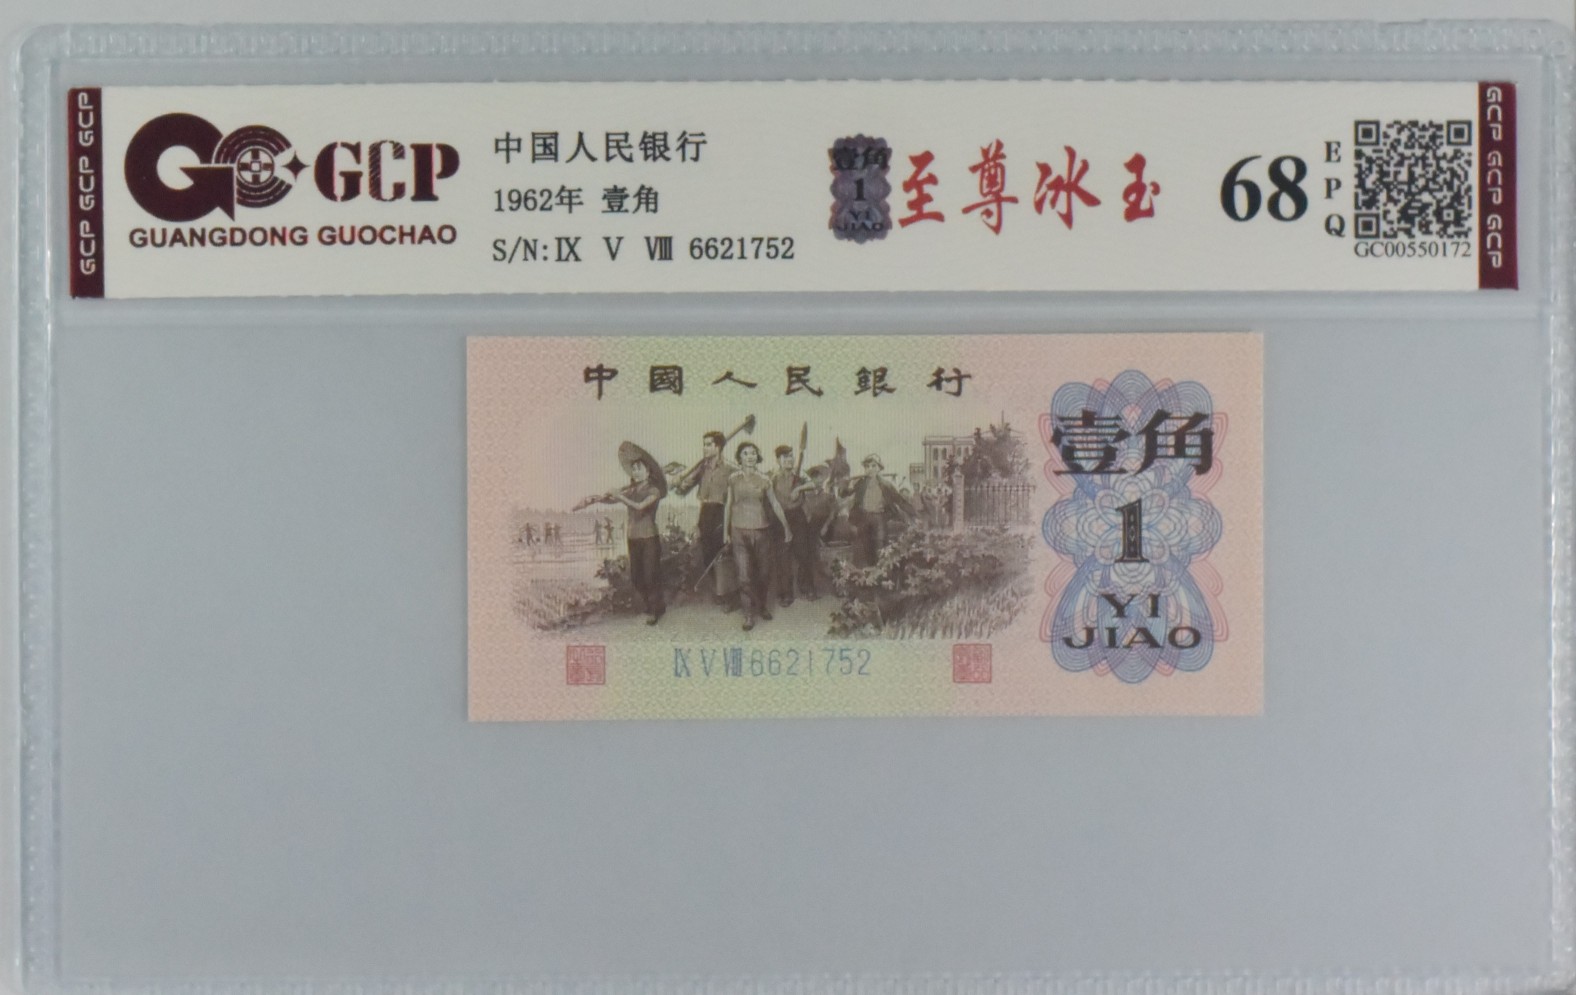 GCP GCP GCP
GCP
GUANGDONG GUOCHAO
中国人民银行
1962年 壹角
S/N:Ⅸ Ⅴ Ⅷ 6621752
壹角
1
YI
JIAO
至尊冰玉
68
EPQ
GC00550172
GCP GCP GCP
中國人民銀行
壹角
1
YI
JIAO
Ⅸ Ⅴ Ⅷ 6621752